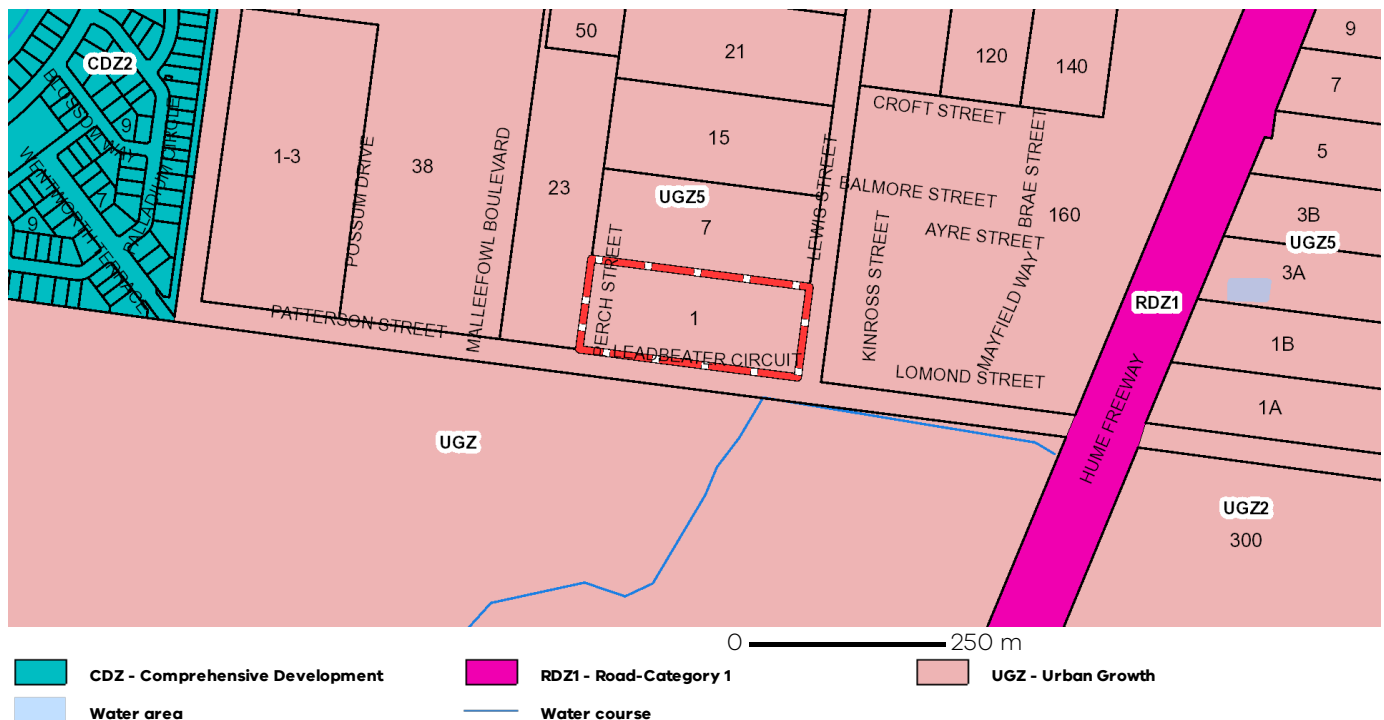 50
21
120
140
9
7
CDZ2
BLOSSOM WAY
9
PALLADIUM CIRCLE
7
9
WENTWORTH TERRACE
1-3
POSSUM DRIVE
38
MALLEEFOWL BOULEVARD
23
15
UGZ5
7
LEWIS STREET
CROFT STREET
BALMORE STREET
BRAE STREET
AYRE STREET
160
KINROSS STREET
MAYFIELD WAY
5
3B
UGZ5
3A
RDZ1
1B
1A
PERCH STREET
1
LEADBEATER CIRCUIT
PATTERSON STREET
LOMOND STREET
HUME FREEWAY
UGZ
UGZ2
300
0 250 m
CDZ - Comprehensive Development
RDZ1 - Road-Category 1
UGZ - Urban Growth
Water area
Water course